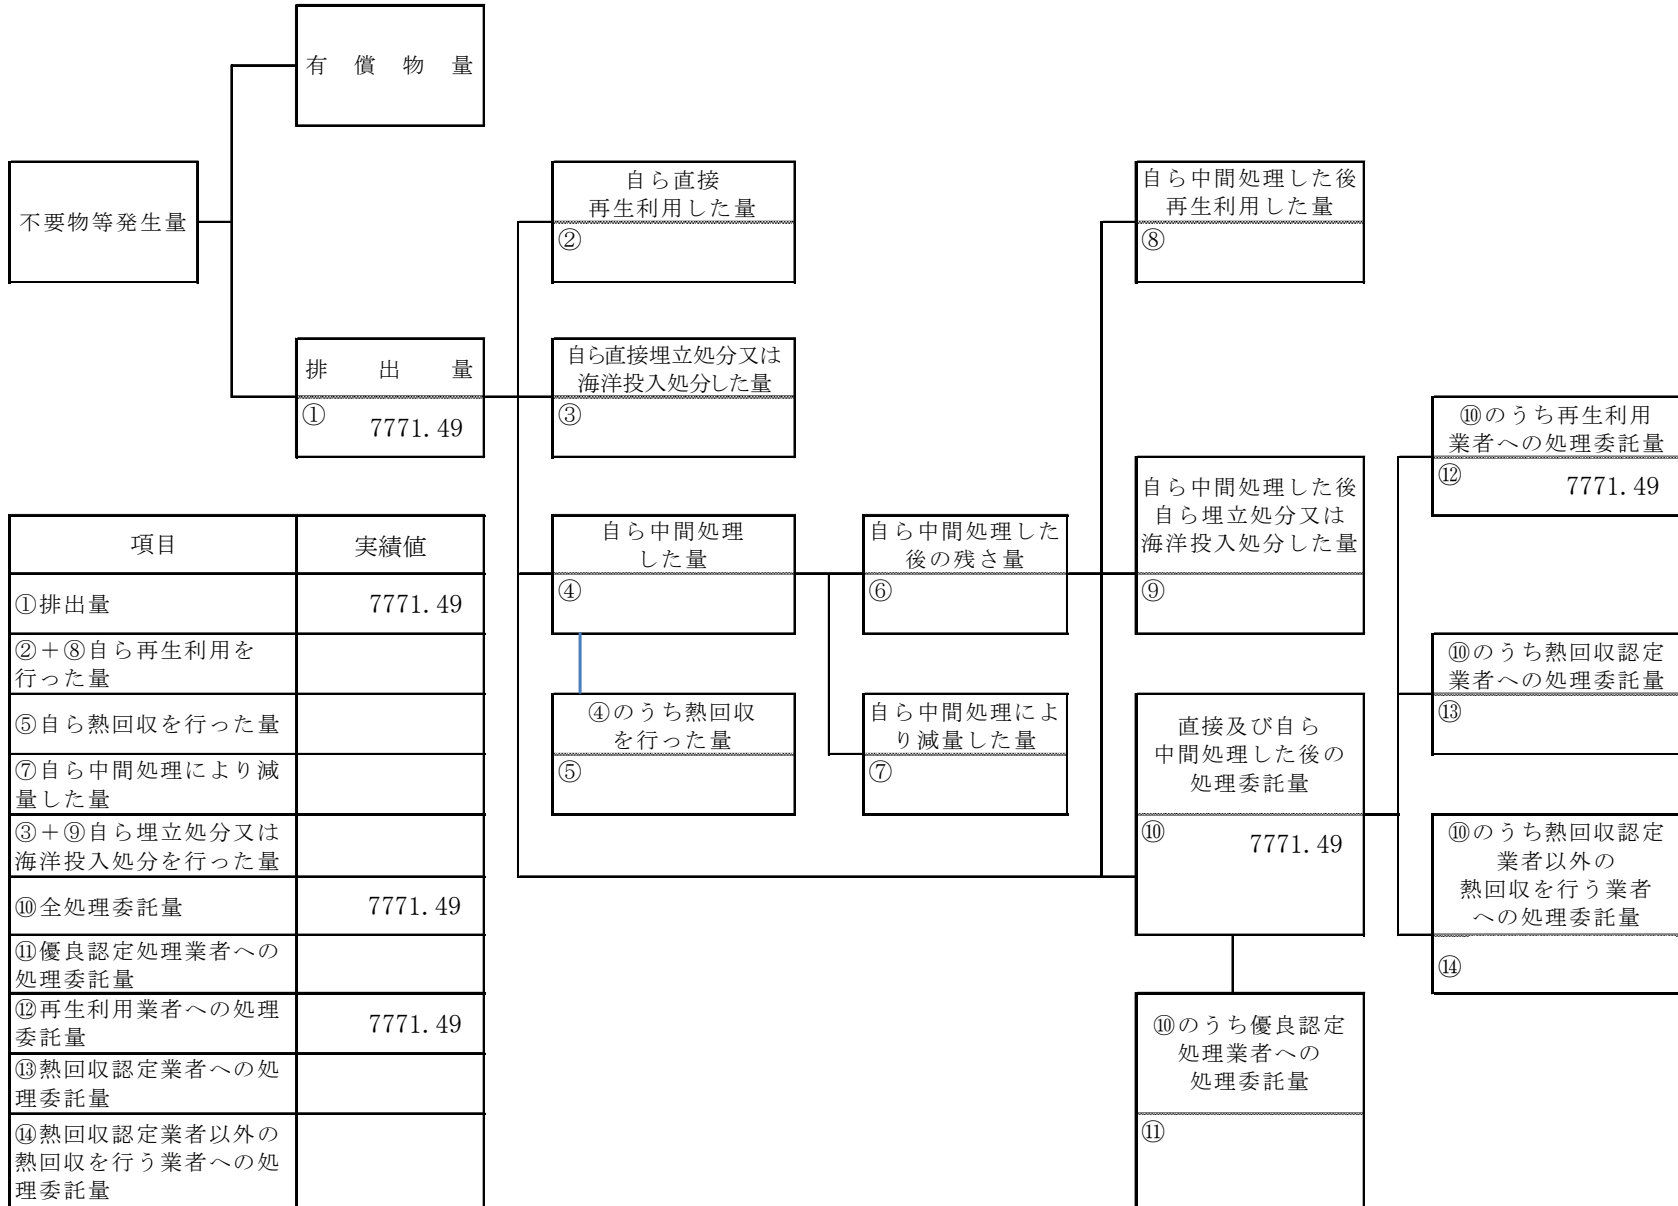 有償物量
不要物等発生量
自ら直接
再生利用した量
②
自ら中間処理した後
再生利用した量
⑧
排出量
① 7771.49
自ら直接埋立処分又は
海洋投入処分した量
③
⑩のうち再生利用
業者への処理委託量
⑫ 7771.49
自ら中間処理
した量
④
自ら中間処理した
後の残さ量
⑥
自ら中間処理した後
自ら埋立処分又は
海洋投入処分した量
⑨
④のうち熱回収
を行った量
⑤
自ら中間処理によ
り減量した量
⑦
直接及び自ら
中間処理した後の
処理委託量
⑩ 7771.49
⑩のうち熱回収認定
業者への処理委託量
⑬
⑩のうち熱回収認定
業者以外の
熱回収を行う業者
への処理委託量
⑭
⑩のうち優良認定
処理業者への
処理委託量
⑪
項目 実績値
①排出量 7771.49
②＋⑧自ら再生利用を
行った量
⑤自ら熱回収を行った量
⑦自ら中間処理により減
量した量
③＋⑨自ら埋立処分又は
海洋投入処分を行った量
⑩全処理委託量 7771.49
⑪優良認定処理業者への
処理委託量
⑫再生利用業者への処理
委託量 7771.49
⑬熱回収認定業者への処
理委託量
⑭熱回収認定業者以外の
熱回収を行う業者への処
理委託量